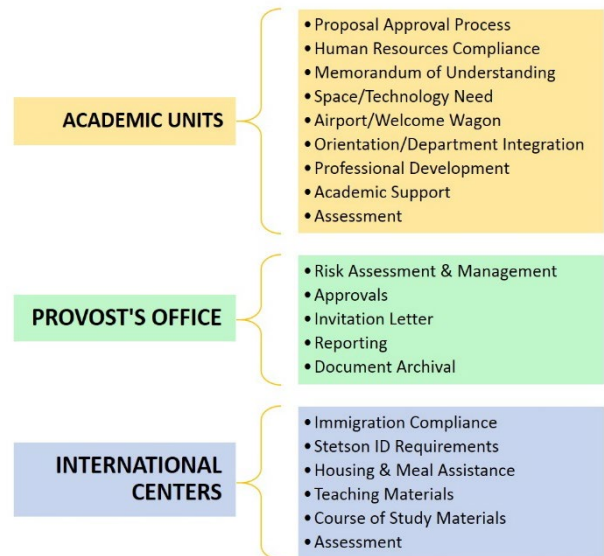 ACADEMIC UNITS
• Proposal Approval Process
• Human Resources Compliance
• Memorandum of Understanding
• Space/Technology Need
• Airport/Welcome Wagon
• Orientation/Department Integration
• Professional Development
• Academic Support
• Assessment
PROVOST'S OFFICE
• Risk Assessment & Management
• Approvals
• Invitation Letter
• Reporting
• Document Archival
INTERNATIONAL
CENTERS
• Immigration Compliance
• Stetson ID Requirements
• Housing & Meal Assistance
• Teaching Materials
• Course of Study Materials
• Assessment